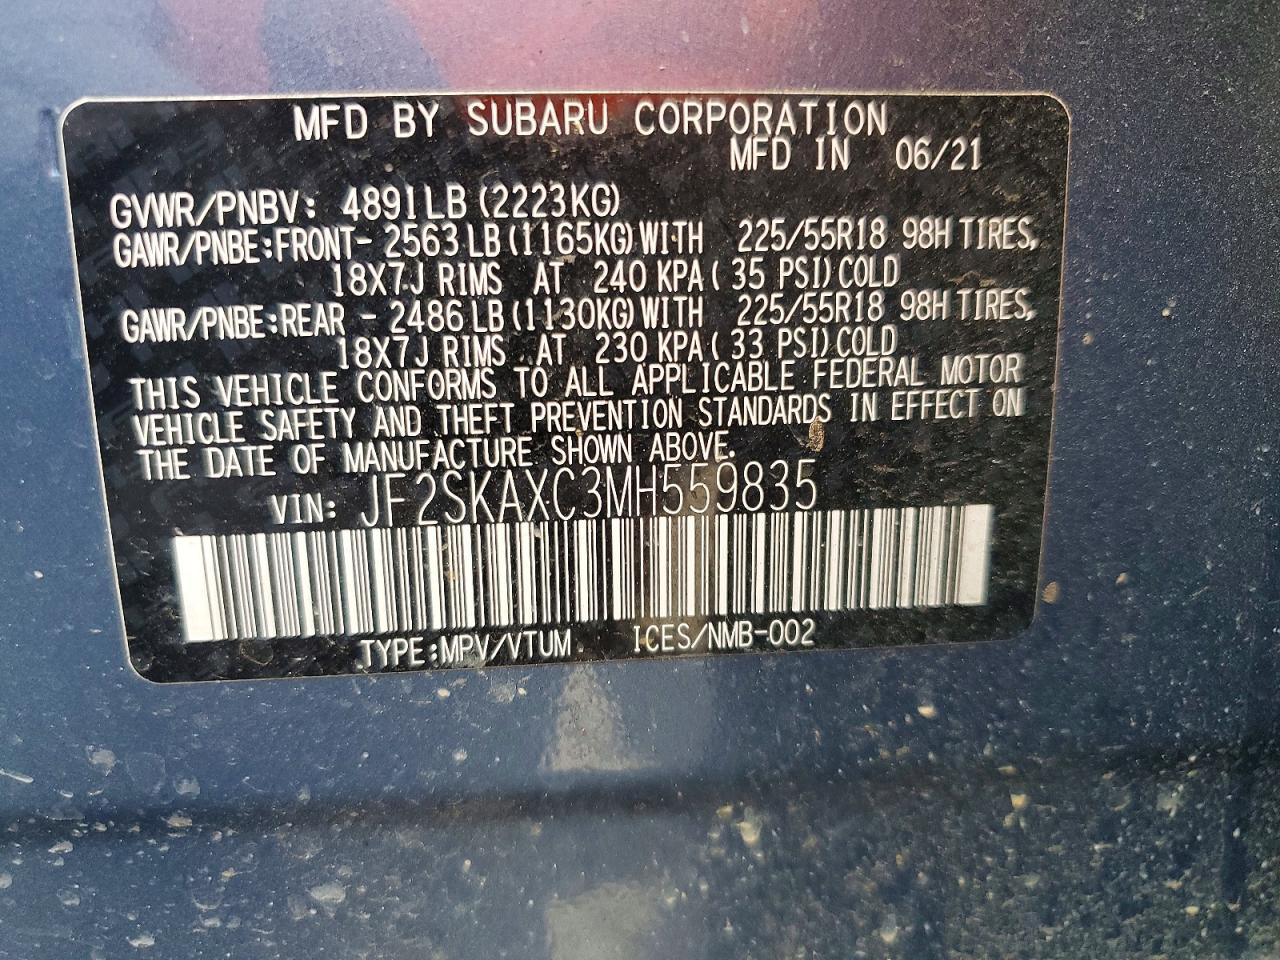 MFD BY SUBARU CORPORATION
MFD IN 06/21
GVWR/PNBV: 4891LB (2223KG)
GAWR/PNBE:FRONT- 2563LB(1165KG)WITH 225/55R18 98H TIRES,
18X7J RIMS AT 240 KPA( 35 PSI)COLD
GAWR/PNBE:REAR - 2486LB(1130KG)WITH 225/55R18 98H TIRES,
18X7J RIMS AT 230 KPA( 33 PSI)COLD
THIS VEHICLE CONFORMS TO ALL APPLICABLE FEDERAL MOTOR
VEHICLE SAFETY AND THEFT PREVENTION STANDARDS IN EFFECT ON
THE DATE OF MANUFACTURE SHOWN ABOVE.
VIN: JF2SKAXC3MH559835
TYPE:MPV/VTUM ICES/NMB-002